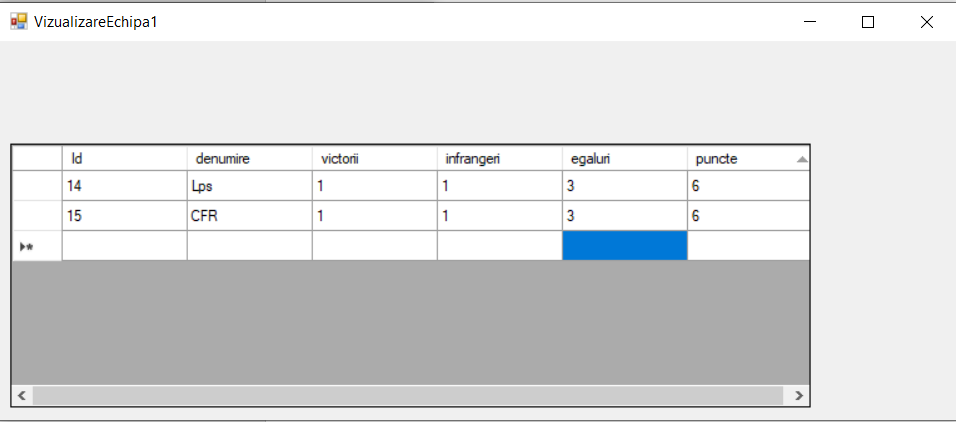 VizualizareEchipa1
Id denumire victorii infrangeri egaluri puncte
14 Lps 1 1 3 6
15 CFR 1 1 3 6